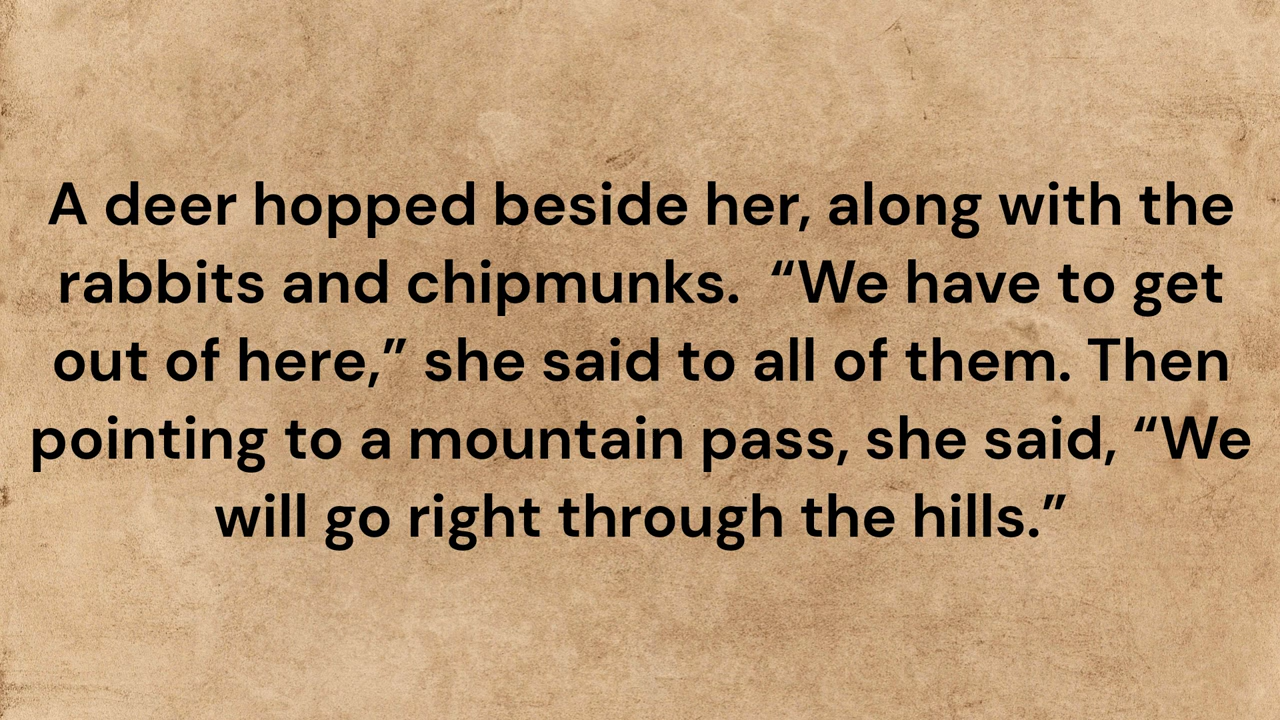 A deer hopped beside her, along with the
rabbits and chipmunks.  “We have to get
out of here,” she said to all of them. Then
pointing to a mountain pass, she said, “We
will go right through the hills.”